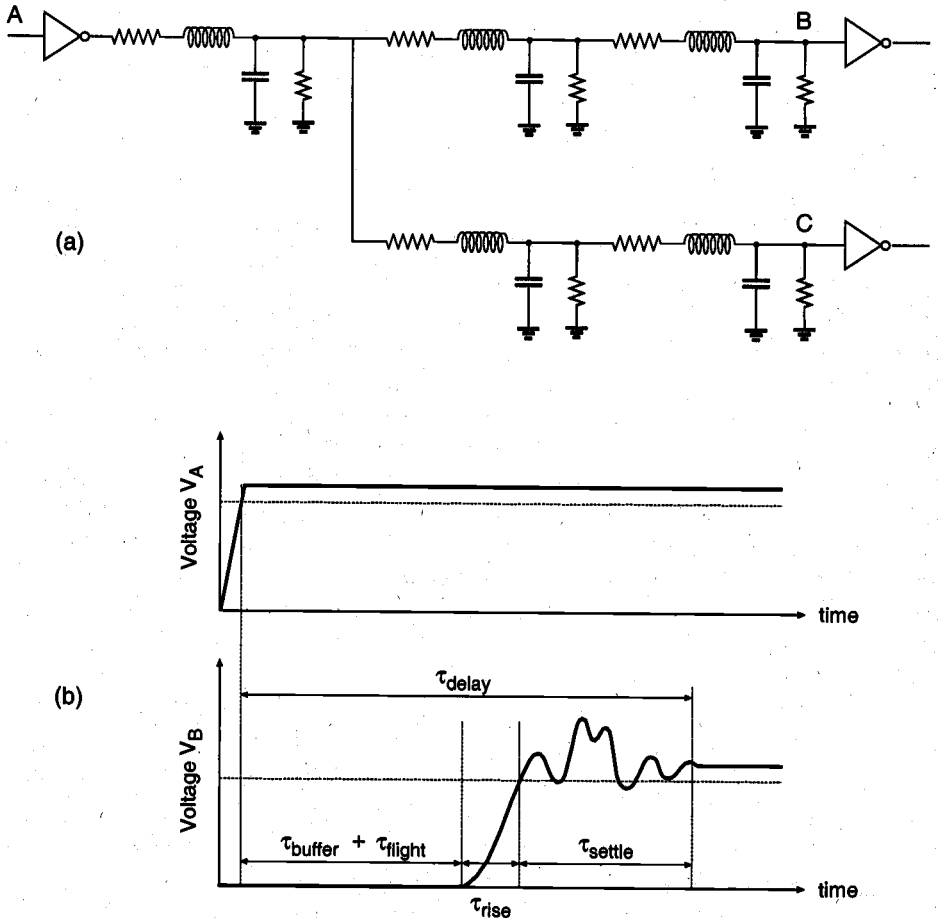 A
B
C
(a)
Voltage V_A
time
(b)
τ_delay
Voltage V_B
τ_buffer + τ_flight
τ_settle
τ_rise
time